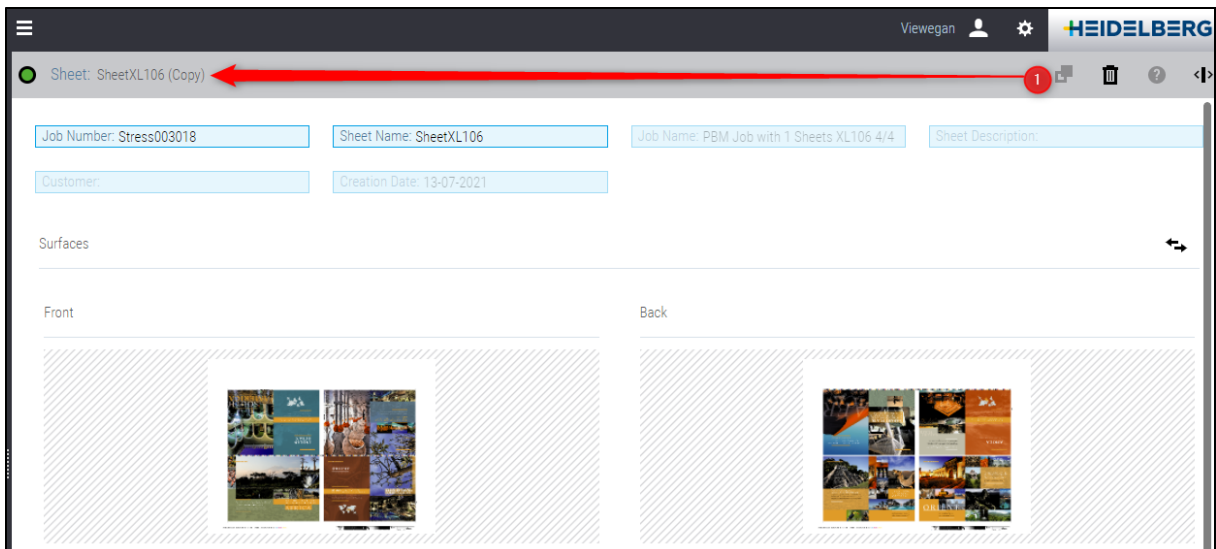 Viewegan HEIDELBERG
Sheet: SheetXL106 (Copy) 1 ?
Job Number: Stress003018 Sheet Name: SheetXL106 Job Name: PBM Job with 1 Sheets XL106 4/4 Sheet Description:
Customer: Creation Date: 13-07-2021
Surfaces
Front Back